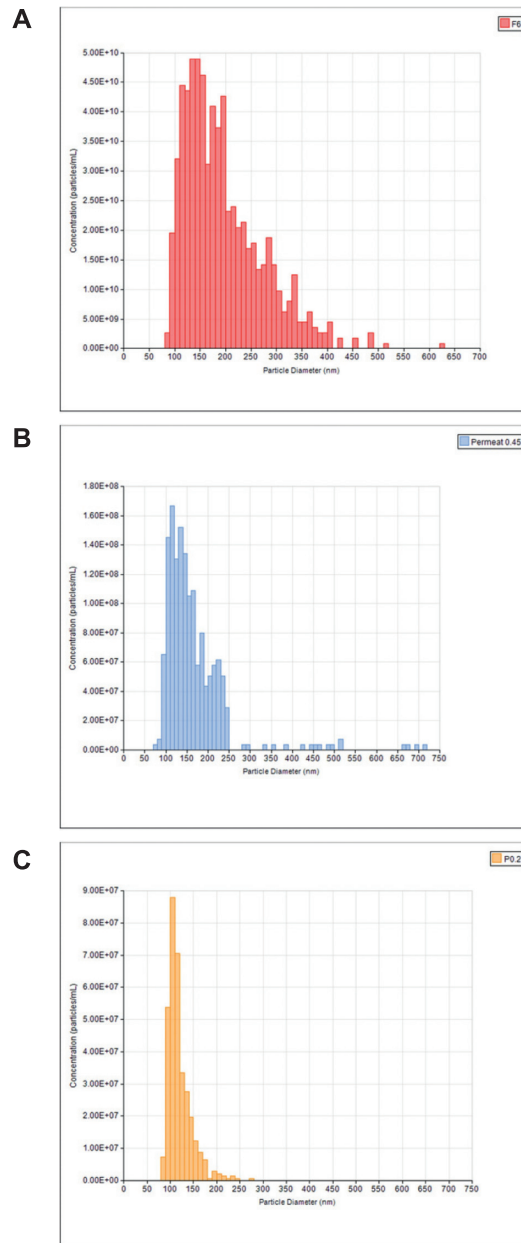 A
F6
5.00E+10
4.50E+10
4.00E+10
3.50E+10
3.00E+10
2.50E+10
2.00E+10
1.50E+10
1.00E+10
5.00E+09
0.00E+00
Concentration (particles/mL)
0 50 100 150 200 250 300 350 400 450 500 550 600 650 700
Particle Diameter (nm)
B
Permeat 0.45
1.80E+08
1.60E+08
1.40E+08
1.20E+08
1.00E+08
8.00E+07
6.00E+07
4.00E+07
2.00E+07
0.00E+00
Concentration (particles/mL)
0 50 100 150 200 250 300 350 400 450 500 550 600 650 700 750
Particle Diameter (nm)
C
P0.2
9.00E+07
8.00E+07
7.00E+07
6.00E+07
5.00E+07
4.00E+07
3.00E+07
2.00E+07
1.00E+07
0.00E+00
Concentration (particles/mL)
0 50 100 150 200 250 300 350 400 450 500 550 600 650 700 750
Particle Diameter (nm)